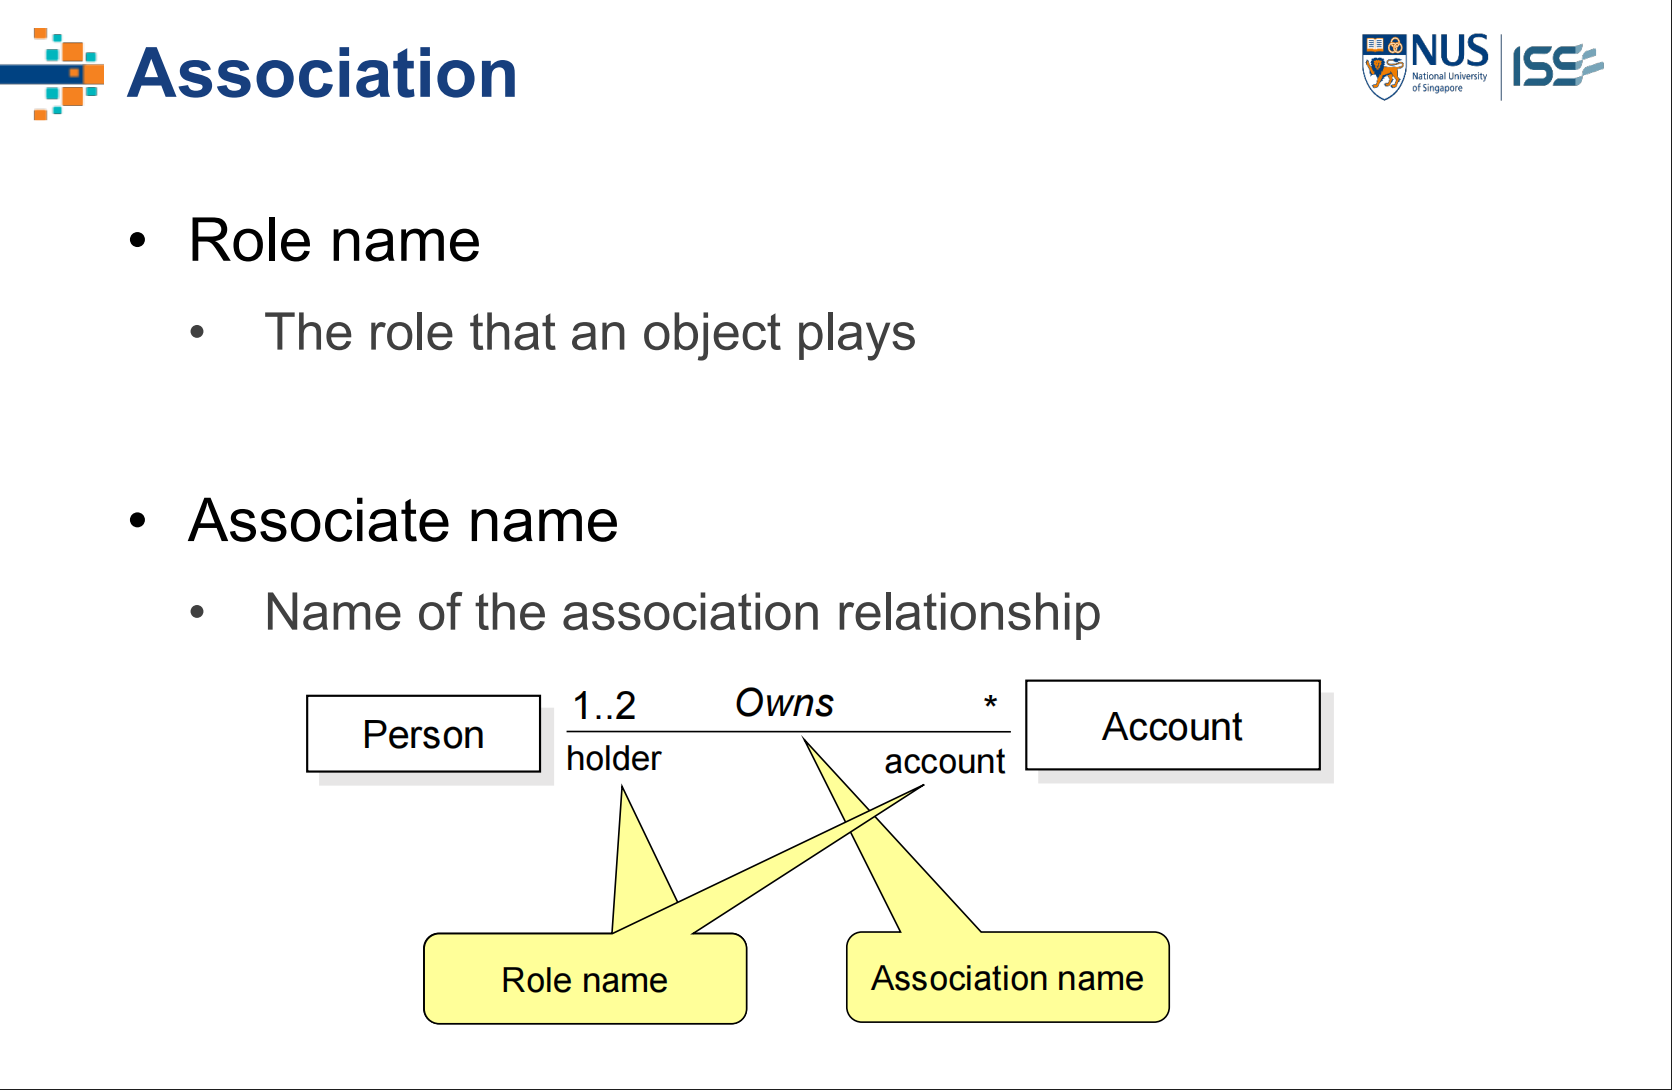 Association
NUS
National University
of Singapore
ISS
• Role name
• The role that an object plays
• Associate name
• Name of the association relationship
Person
1..2
Owns
*
Account
holder
account
Role name
Association name